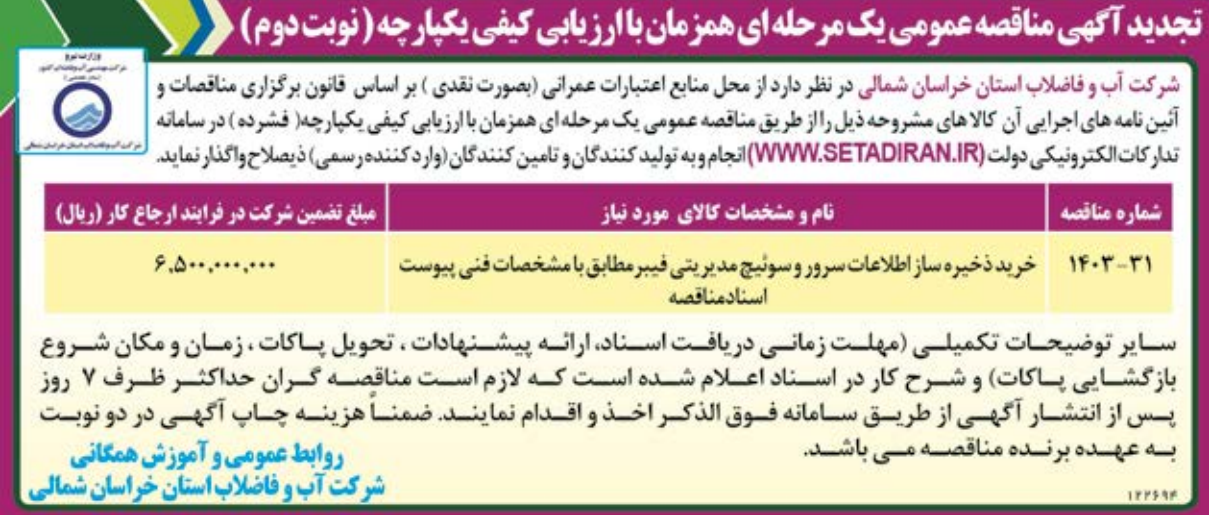 تجدید آگهی مناقصه عمومی یک مرحله ای همزمان با ارزیابی کیفی یکپارچه ( نوبت دوم )
وزارت نیرو
شرکت آب و فاضلاب استان خراسان شمالی در نظر دارد از محل منابع اعتبارات عمرانی (بصورت نقدی ) بر اساس قانون برگزاری مناقصات و
آئین نامه های اجرایی آن کالا های مشروحه ذیل را از طریق مناقصه عمومی یک مرحله ای همزمان با ارزیابی کیفی یکپارچه( فشرده ) در سامانه
تدارکات الکترونیکی دولت (WWW.SETADIRAN.IR) انجام و به تولید کنندگان و تامین کنندگان (وارد کننده رسمی) ذیصلاح واگذار نماید.
شماره مناقصه نام و مشخصات کالای مورد نیاز مبلغ تضمین شرکت در فرایند ارجاع کار (ریال)
۱۴۰۳-۳۱ خرید ذخیره ساز اطلاعات سرور و سوئیچ مدیریتی فیبر مطابق با مشخصات فنی پیوست ۶,۵۰۰,۰۰۰,۰۰۰
اسناد مناقصه
سایر توضیحات تکمیلی (مهلت زمانی دریافت اسناد، ارائه پیشنهادات ، تحویل پاکات ، زمان و مکان شروع
بازگشایی پاکات) و شرح کار در اسناد اعلام شده است که لازم است مناقصه گران حداکثر ظرف ۷ روز
پس از انتشار آگهی از طریق سامانه فوق الذکر اخذ و اقدام نمایند. ضمناً هزینه چاپ آگهی در دو نوبت
به عهده برنده مناقصه می باشد.
روابط عمومی و آموزش همگانی
شرکت آب و فاضلاب استان خراسان شمالی
۱۲۲۶۹۴